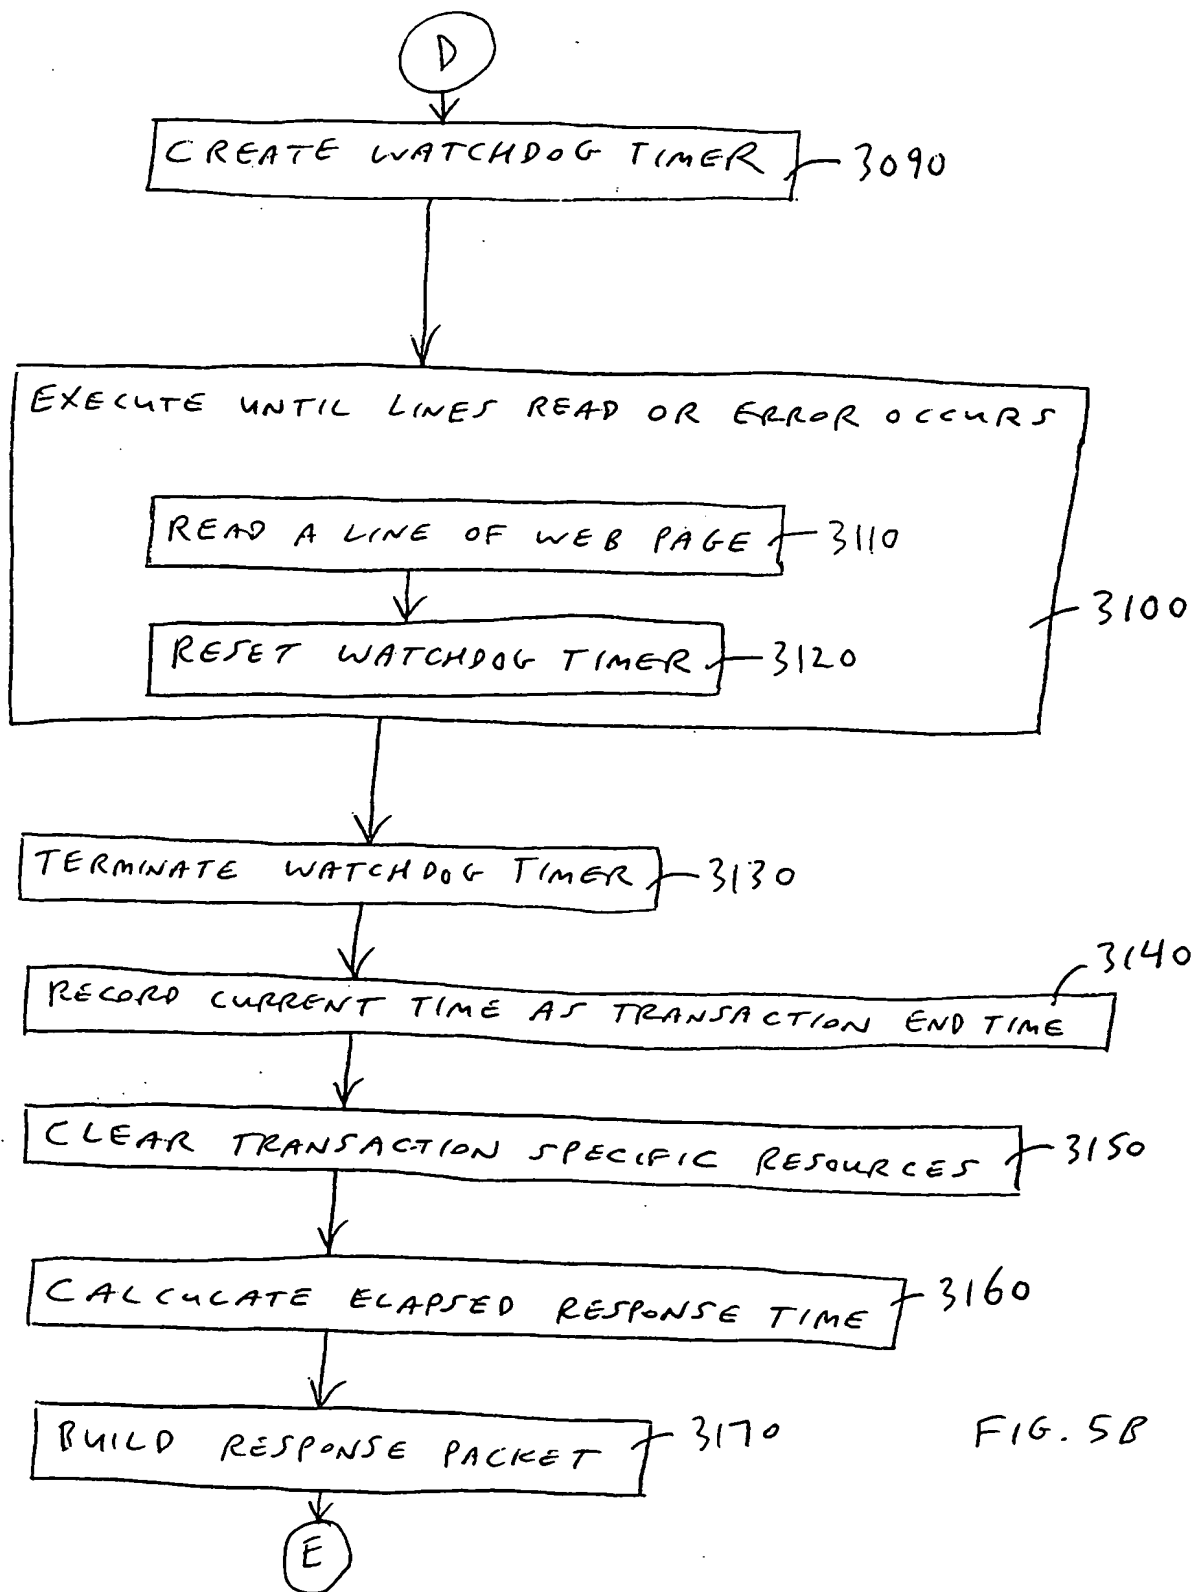 D
CREATE WATCHDOG TIMER 3090
EXECUTE UNTIL LINES READ OR ERROR OCCURS
READ A LINE OF WEB PAGE 3110
3100
RESET WATCHDOG TIMER 3120
TERMINATE WATCHDOG TIMER 3130
3140
RECORD CURRENT TIME AS TRANSACTION END TIME
CLEAR TRANSACTION SPECIFIC RESOURCES 3150
CALCULATE ELAPSED RESPONSE TIME 3160
BUILD RESPONSE PACKET 3170
FIG. 5B
E